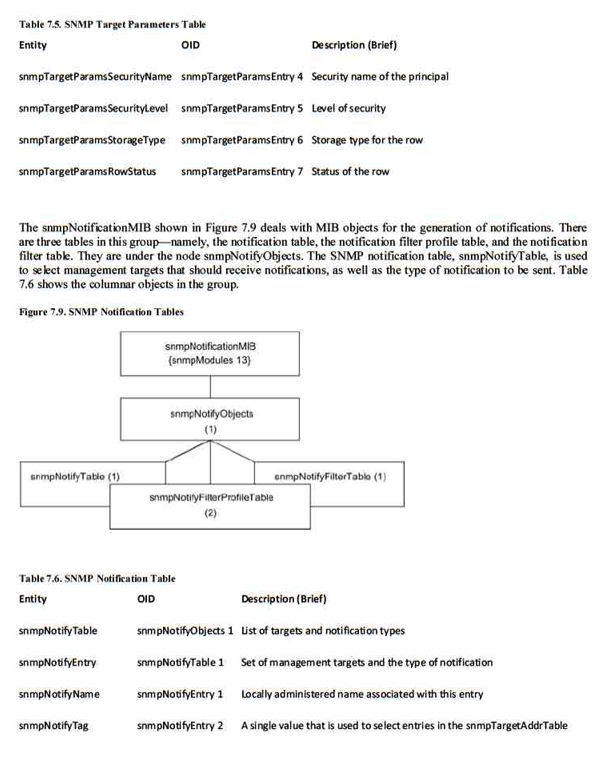 Table 7.5. SNMP Target Parameters Table
Entity OID Description (Brief)
snmpTargetParamsSecurityName snmpTargetParamsEntry 4 Security name of the principal
snmpTargetParamsSecurityLevel snmpTargetParamsEntry 5 Level of security
snmpTargetParamsStorageType snmpTargetParamsEntry 6 Storage type for the row
snmpTargetParamsRowStatus snmpTargetParamsEntry 7 Status of the row
The snmpNotificationMIB shown in Figure 7.9 deals with MIB objects for the generation of notifications. There
are three tables in this group—namely, the notification table, the notification filter profile table, and the notification
filter table. They are under the node snmpNotifyObjects. The SNMP notification table, snmpNotifyTable, is used
to select management targets that should receive notifications, as well as the type of notification to be sent. Table
7.6 shows the columnar objects in the group.
Figure 7.9. SNMP Notification Tables
snmpNotificationMIB
{snmpModules 13}
snmpNotifyObjects
(1)
snmpNotifyTable (1) snmpNotifyFilterTable (1)
snmpNotifyFilterProfileTable
(2)
Table 7.6. SNMP Notification Table
Entity OID Description (Brief)
snmpNotifyTable snmpNotifyObjects 1 List of targets and notification types
snmpNotifyEntry snmpNotifyTable 1 Set of management targets and the type of notification
snmpNotifyName snmpNotifyEntry 1 Locally administered name associated with this entry
snmpNotifyTag snmpNotifyEntry 2 A single value that is used to select entries in the snmpTargetAddrTable